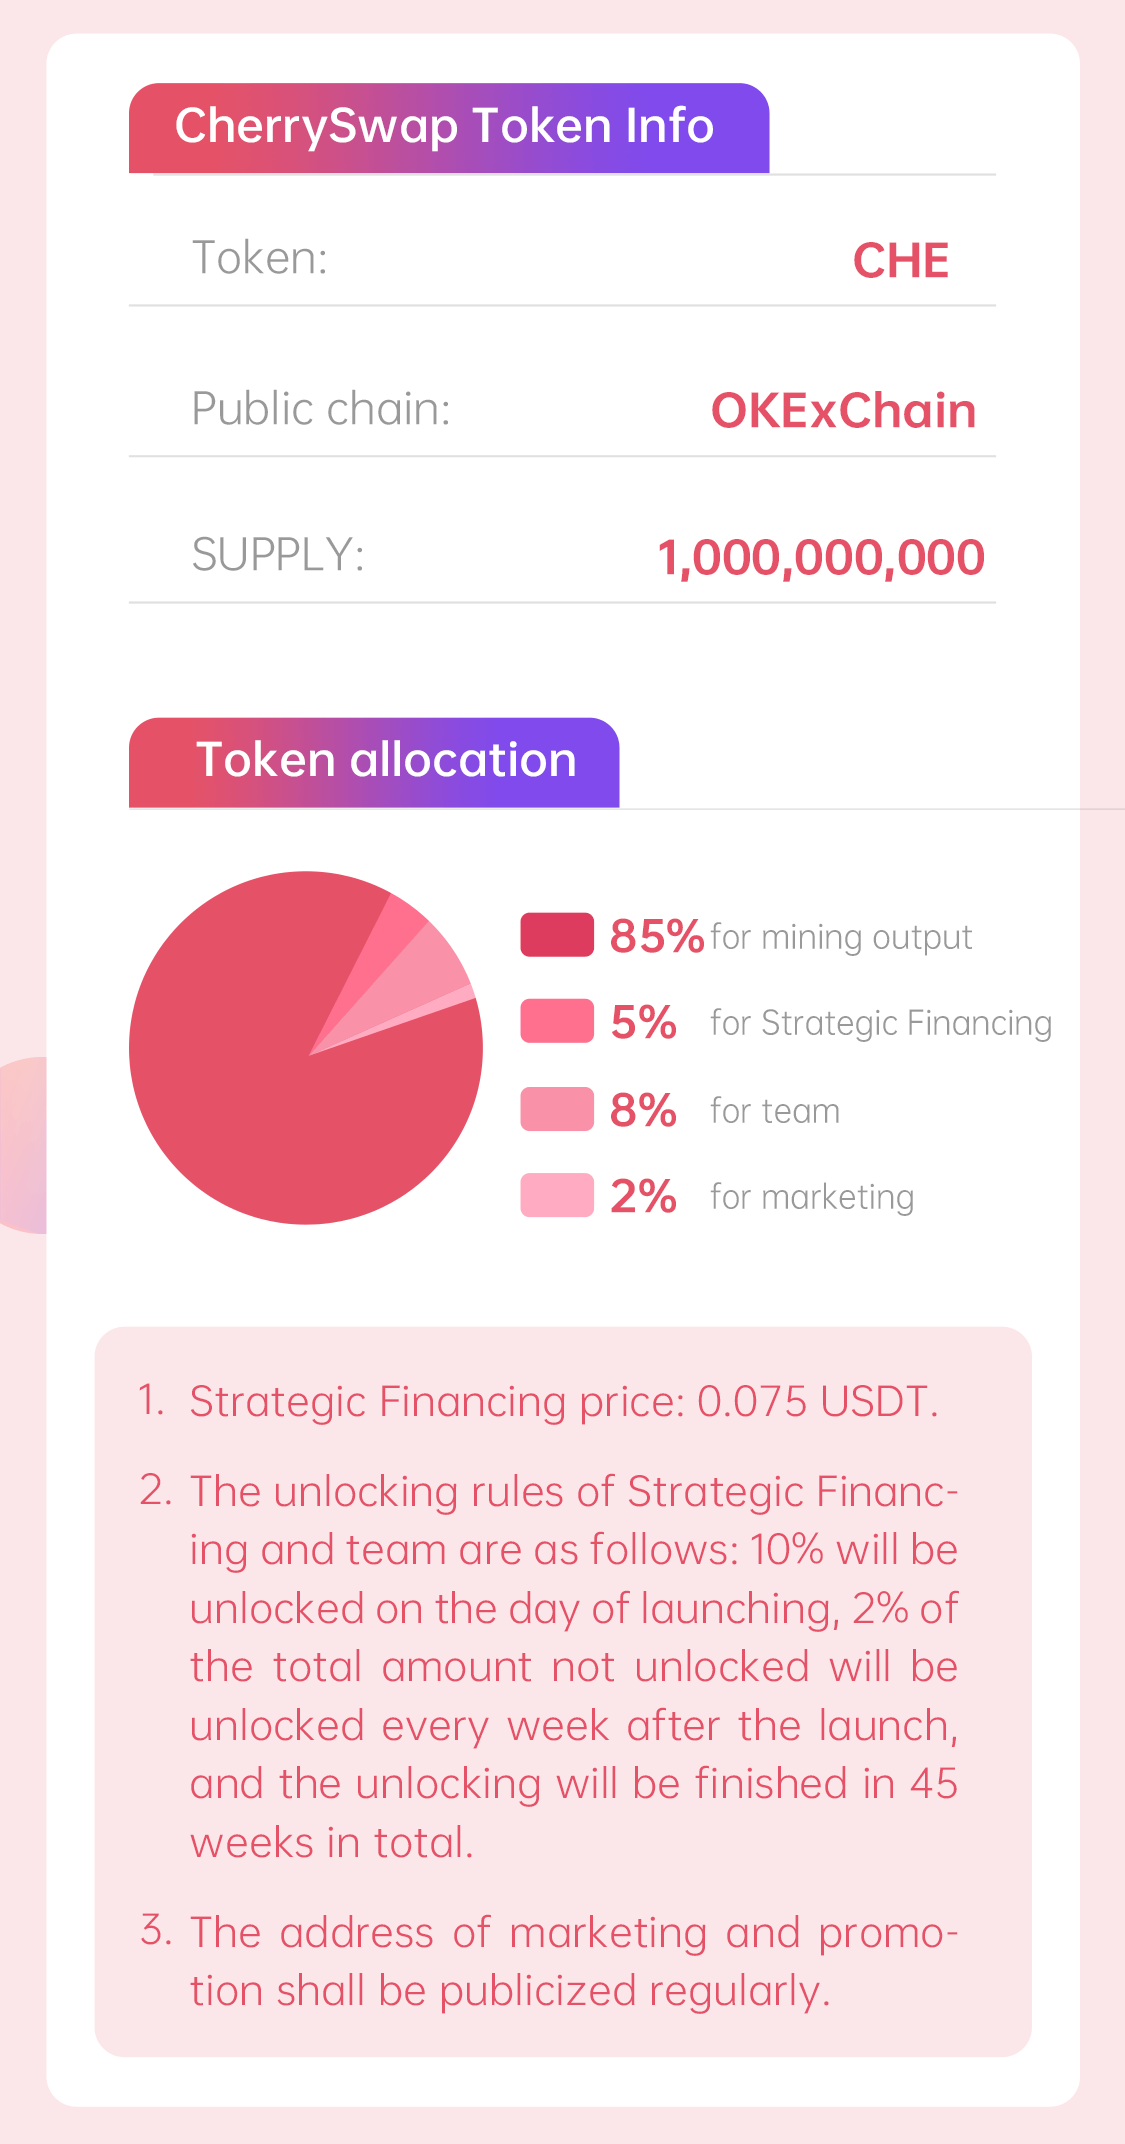 CherrySwap Token Info
Token: CHE
Public chain: OKExChain
SUPPLY: 1,000,000,000
Token allocation
85% for mining output
5% for Strategic Financing
8% for team
2% for marketing
1. Strategic Financing price: 0.075 USDT.
2. The unlocking rules of Strategic Financ-
ing and team are as follows: 10% will be
unlocked on the day of launching, 2% of
the total amount not unlocked will be
unlocked every week after the launch,
and the unlocking will be finished in 45
weeks in total.
3. The address of marketing and promo-
tion shall be publicized regularly.